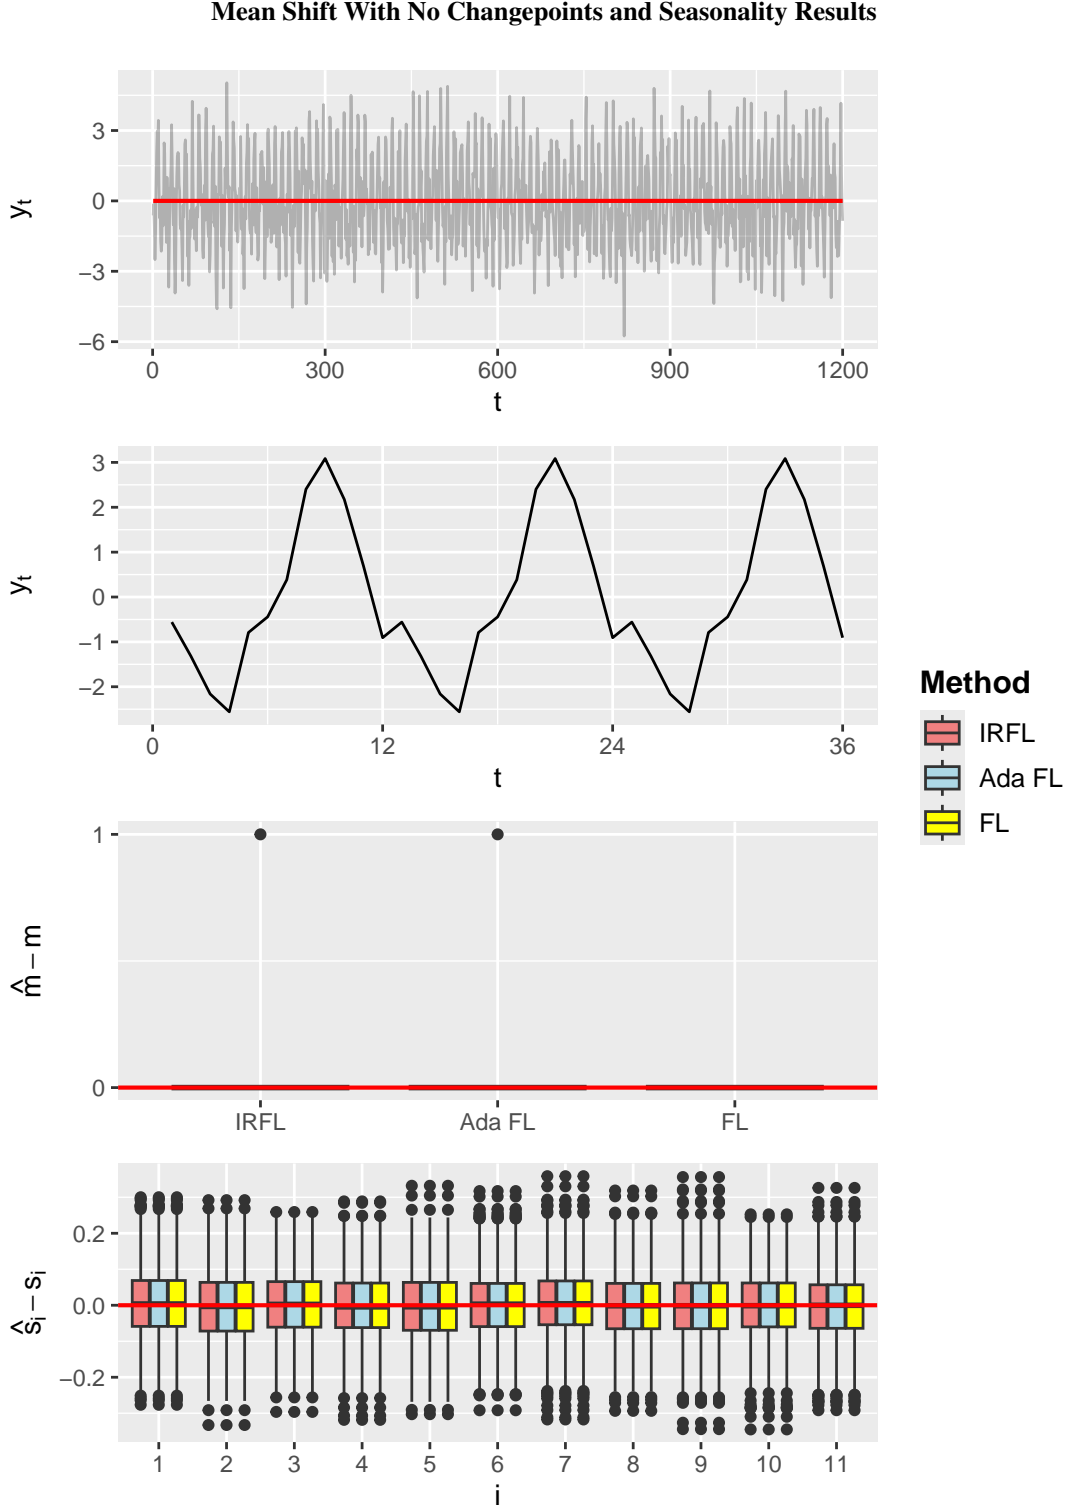 Mean Shift With No Changepoints and Seasonality Results
3
0
−3
−6
yt
0 300 600 900 1200
t
3
2
1
0
−1
−2
yt
0 12 24 36
t
Method
IRFL
Ada FL
FL
1
0
m̂ − m
IRFL Ada FL FL
0.2
0.0
−0.2
ŝi − si
1 2 3 4 5 6 7 8 9 10 11
i